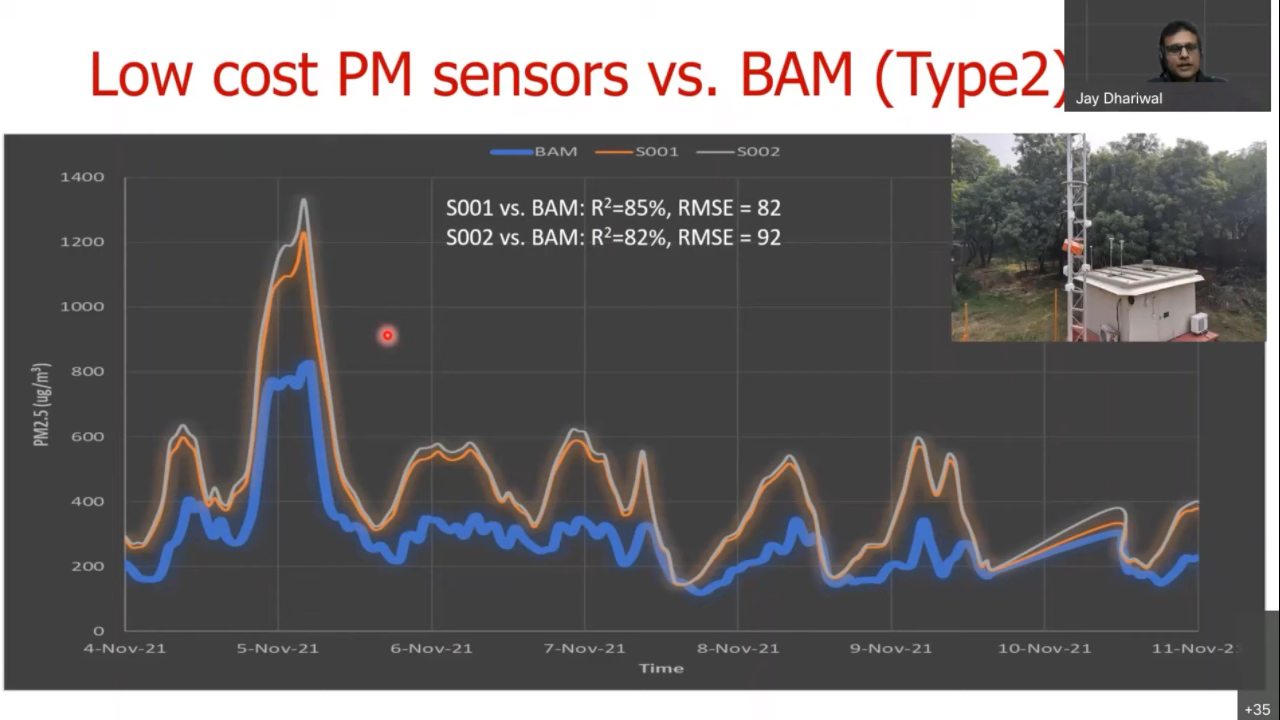 Low cost PM sensors vs. BAM (Type2)
Jay Dhariwal
BAM S001 S002
S001 vs. BAM: R²=85%, RMSE = 82
S002 vs. BAM: R²=82%, RMSE = 92
1400
1200
1000
800
600
400
200
0
PM2.5 (ug/m³)
4-Nov-21 5-Nov-21 6-Nov-21 7-Nov-21 8-Nov-21 9-Nov-21 10-Nov-21 11-Nov-2
Time
+35